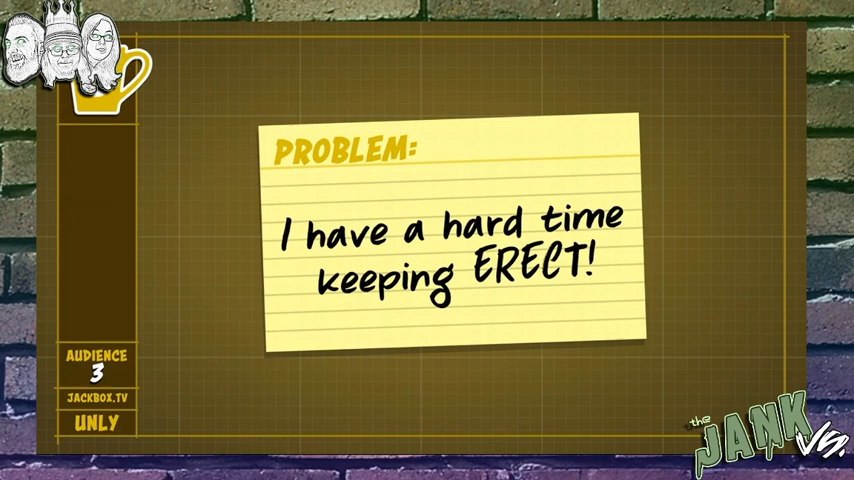 PROBLEM:
I have a hard time
keeping ERECT!
AUDIENCE
3
JACKBOX.TV
UNLY
the
JANK
VS.